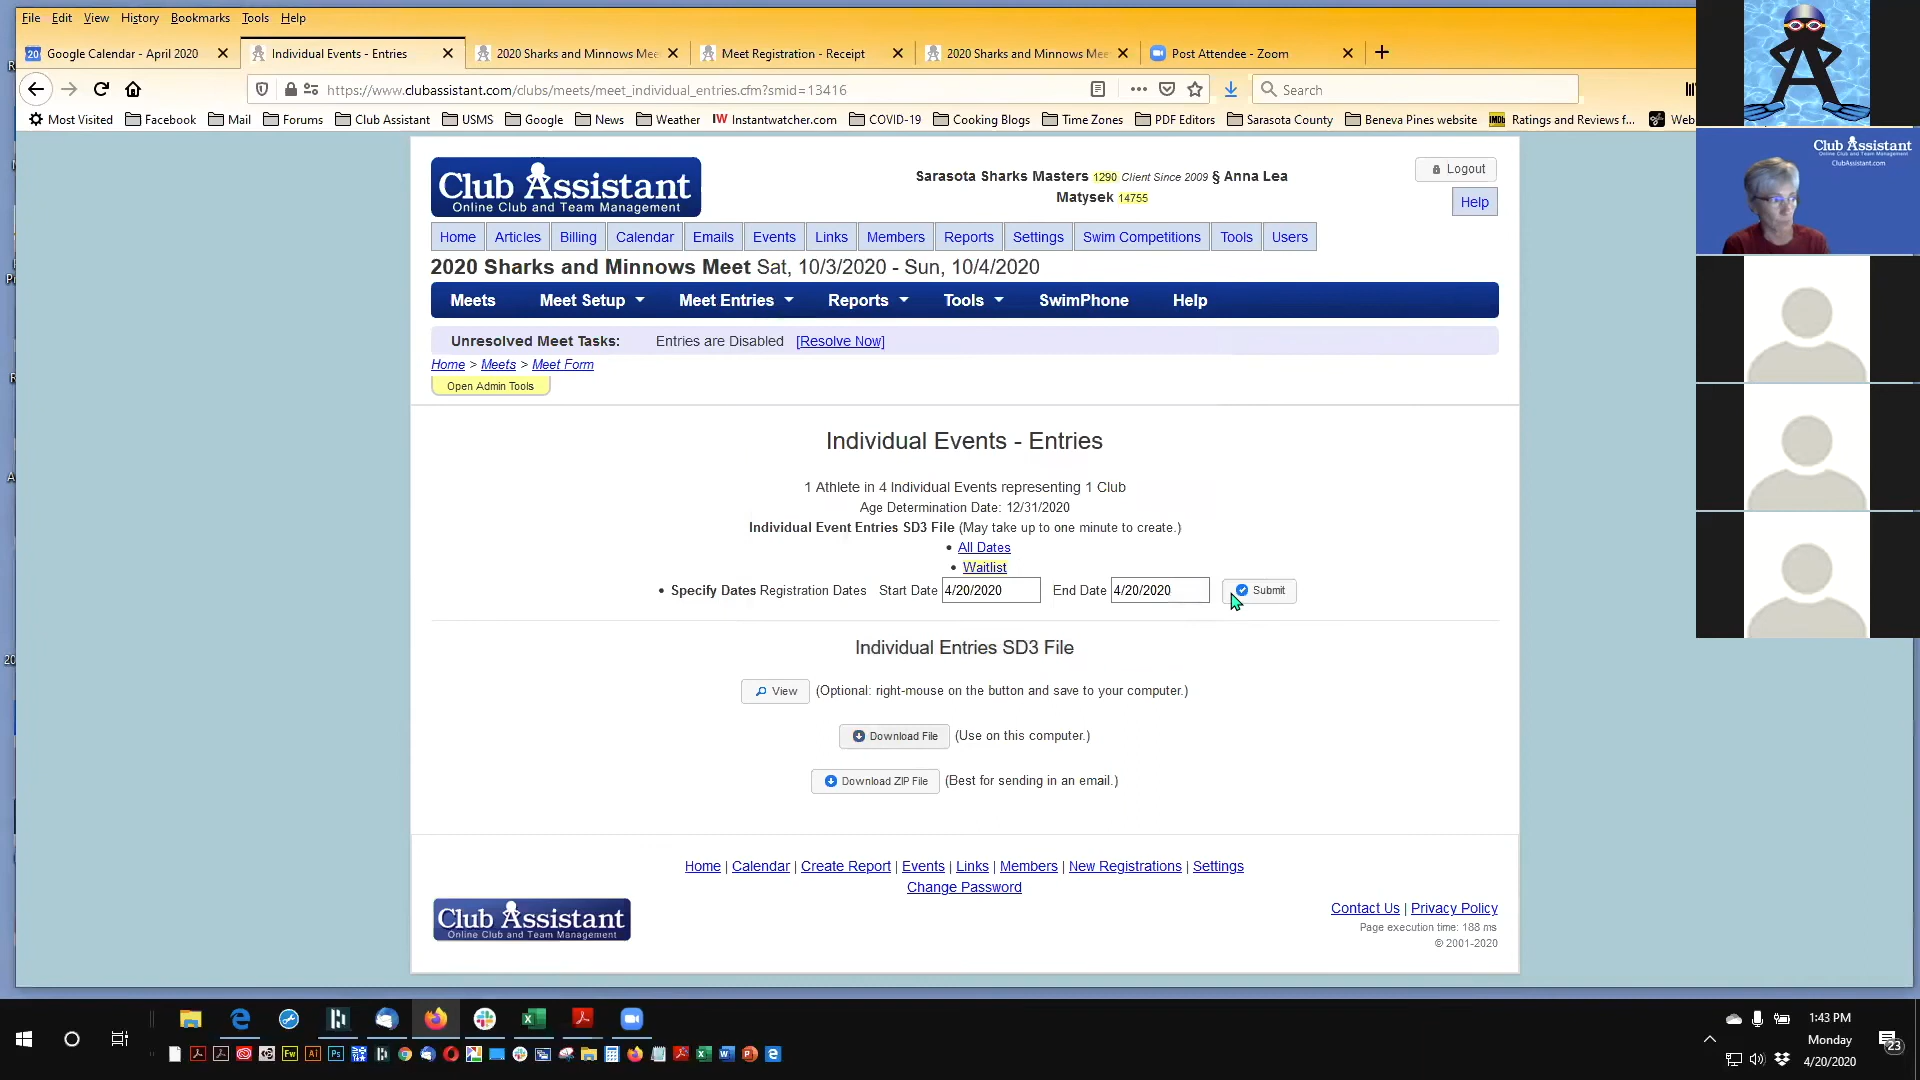 File Edit View History Bookmarks Tools Help
Google Calendar - April 2020
Individual Events - Entries
2020 Sharks and Minnows Mee
Meet Registration - Receipt
2020 Sharks and Minnows Mee
Post Attendee - Zoom
https://www.clubassistant.com/clubs/meets/meet_individual_entries.cfm?smid=13416
Search
Most Visited Facebook Mail Forums Club Assistant USMS Google News Weather IW Instantwatcher.com COVID-19 Cooking Blogs Time Zones PDF Editors Sarasota County Beneva Pines website IMDb Ratings and Reviews f... Web
Club Assistant
Online Club and Team Management
ClubAssistant.com
Club Assistant
Online Club and Team Management
Sarasota Sharks Masters 1290 Client Since 2009 § Anna Lea
Matysek 14755
Logout
Help
Home Articles Billing Calendar Emails Events Links Members Reports Settings Swim Competitions Tools Users
2020 Sharks and Minnows Meet Sat, 10/3/2020 - Sun, 10/4/2020
Meets Meet Setup Meet Entries Reports Tools SwimPhone Help
Unresolved Meet Tasks: Entries are Disabled [Resolve Now]
Home > Meets > Meet Form
Open Admin Tools
Individual Events - Entries
1 Athlete in 4 Individual Events representing 1 Club
Age Determination Date: 12/31/2020
Individual Event Entries SD3 File (May take up to one minute to create.)
• All Dates
• Waitlist
• Specify Dates Registration Dates Start Date 4/20/2020 End Date 4/20/2020 Submit
Individual Entries SD3 File
View (Optional: right-mouse on the button and save to your computer.)
Download File (Use on this computer.)
Download ZIP File (Best for sending in an email.)
Home | Calendar | Create Report | Events | Links | Members | New Registrations | Settings
Change Password
Club Assistant
Online Club and Team Management
Contact Us | Privacy Policy
Page execution time: 188 ms
© 2001-2020
1:43 PM
Monday
4/20/2020
23